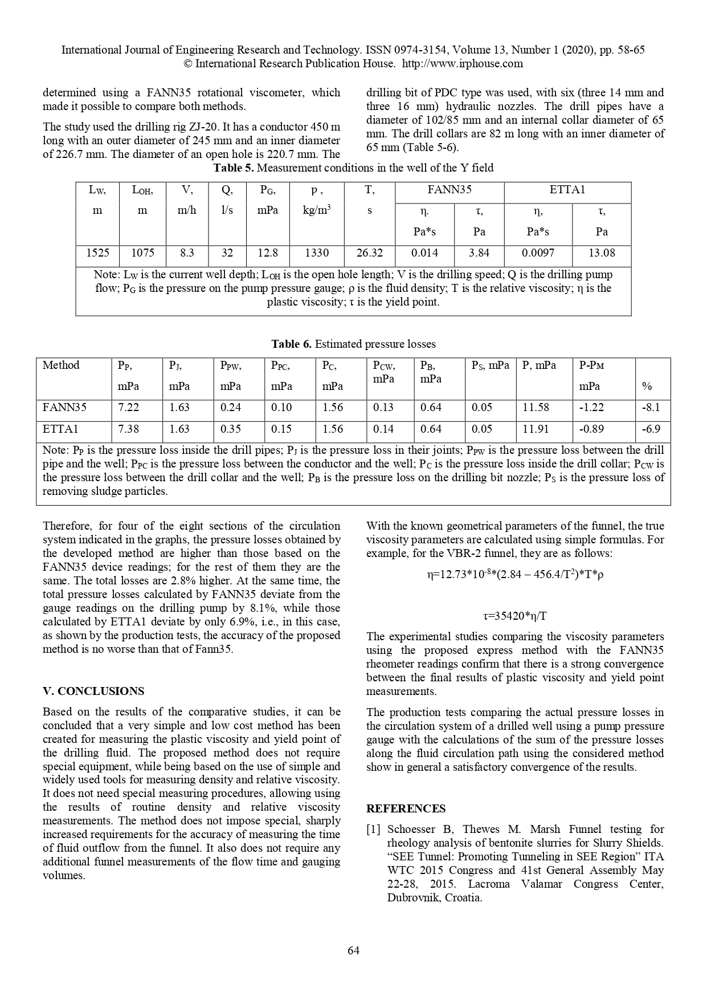 International Journal of Engineering Research and Technology. ISSN 0974-3154, Volume 13, Number 1 (2020), pp. 58-65
© International Research Publication House. http://www.irphouse.com
determined using a FANN35 rotational viscometer, which
made it possible to compare both methods.
The study used the drilling rig ZJ-20. It has a conductor 450 m
long with an outer diameter of 245 mm and an inner diameter
of 226.7 mm. The diameter of an open hole is 220.7 mm. The
drilling bit of PDC type was used, with six (three 14 mm and
three 16 mm) hydraulic nozzles. The drill pipes have a
diameter of 102/85 mm and an internal collar diameter of 65
mm. The drill collars are 82 m long with an inner diameter of
65 mm (Table 5-6).
Table 5. Measurement conditions in the well of the Y field
LW, LOH, V, Q, PG, p , T, FANN35 ETTA1
m m m/h l/s mPa kg/m³ s η. τ, η, τ,
Pa*s Pa Pa*s Pa
1525 1075 8.3 32 12.8 1330 26.32 0.014 3.84 0.0097 13.08
Note: LW is the current well depth; LOH is the open hole length; V is the drilling speed; Q is the drilling pump
flow; PG is the pressure on the pump pressure gauge; ρ is the fluid density; T is the relative viscosity; η is the
plastic viscosity; τ is the yield point.
Table 6. Estimated pressure losses
Method PP, PJ, PPW, PPC, PC, PCW, PB, PS, mPa P, mPa P-PM
mPa mPa mPa mPa mPa mPa mPa mPa %
FANN35 7.22 1.63 0.24 0.10 1.56 0.13 0.64 0.05 11.58 -1.22 -8.1
ETTA1 7.38 1.63 0.35 0.15 1.56 0.14 0.64 0.05 11.91 -0.89 -6.9
Note: PP is the pressure loss inside the drill pipes; PJ is the pressure loss in their joints; PPW is the pressure loss between the drill
pipe and the well; PPC is the pressure loss between the conductor and the well; PC is the pressure loss inside the drill collar; PCW is
the pressure loss between the drill collar and the well; PB is the pressure loss on the drilling bit nozzle; PS is the pressure loss of
removing sludge particles.
Therefore, for four of the eight sections of the circulation
system indicated in the graphs, the pressure losses obtained by
the developed method are higher than those based on the
FANN35 device readings; for the rest of them they are the
same. The total losses are 2.8% higher. At the same time, the
total pressure losses calculated by FANN35 deviate from the
gauge readings on the drilling pump by 8.1%, while those
calculated by ETTA1 deviate by only 6.9%, i.e., in this case,
as shown by the production tests, the accuracy of the proposed
method is no worse than that of Fann35.
V. CONCLUSIONS
Based on the results of the comparative studies, it can be
concluded that a very simple and low cost method has been
created for measuring the plastic viscosity and yield point of
the drilling fluid. The proposed method does not require
special equipment, while being based on the use of simple and
widely used tools for measuring density and relative viscosity.
It does not need special measuring procedures, allowing using
the results of routine density and relative viscosity
measurements. The method does not impose special, sharply
increased requirements for the accuracy of measuring the time
of fluid outflow from the funnel. It also does not require any
additional funnel measurements of the flow time and gauging
volumes.
With the known geometrical parameters of the funnel, the true
viscosity parameters are calculated using simple formulas. For
example, for the VBR-2 funnel, they are as follows:
η=12.73*10⁻⁸*(2.84 – 456.4/T²)*T*ρ
τ=35420*η/T
The experimental studies comparing the viscosity parameters
using the proposed express method with the FANN35
rheometer readings confirm that there is a strong convergence
between the final results of plastic viscosity and yield point
measurements.
The production tests comparing the actual pressure losses in
the circulation system of a drilled well using a pump pressure
gauge with the calculations of the sum of the pressure losses
along the fluid circulation path using the considered method
show in general a satisfactory convergence of the results.
REFERENCES
[1] Schoesser B, Thewes M. Marsh Funnel testing for
rheology analysis of bentonite slurries for Slurry Shields.
“SEE Tunnel: Promoting Tunneling in SEE Region” ITA
WTC 2015 Congress and 41st General Assembly May
22-28, 2015. Lacroma Valamar Congress Center,
Dubrovnik, Croatia.
64